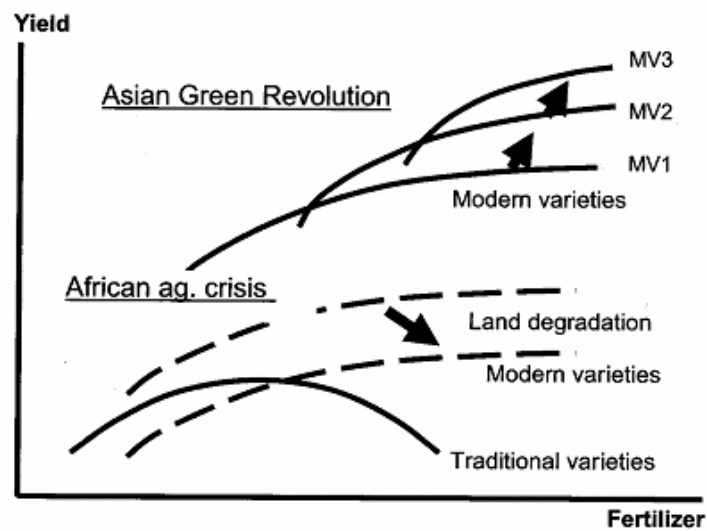 Yield
Asian Green Revolution
MV3
MV2
MV1
Modern varieties
African ag. crisis
Land degradation
Modern varieties
Traditional varieties
Fertilizer